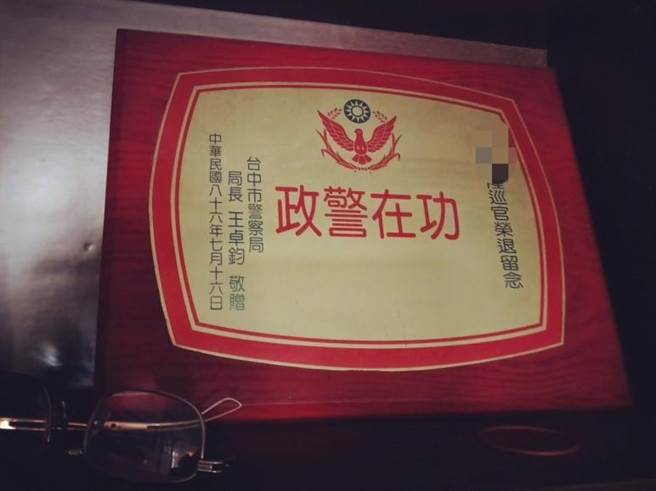 巡官榮退留念
功在警政
台中市警察局
局長 王卓鈞 敬贈
中華民國八十六年七月十六日